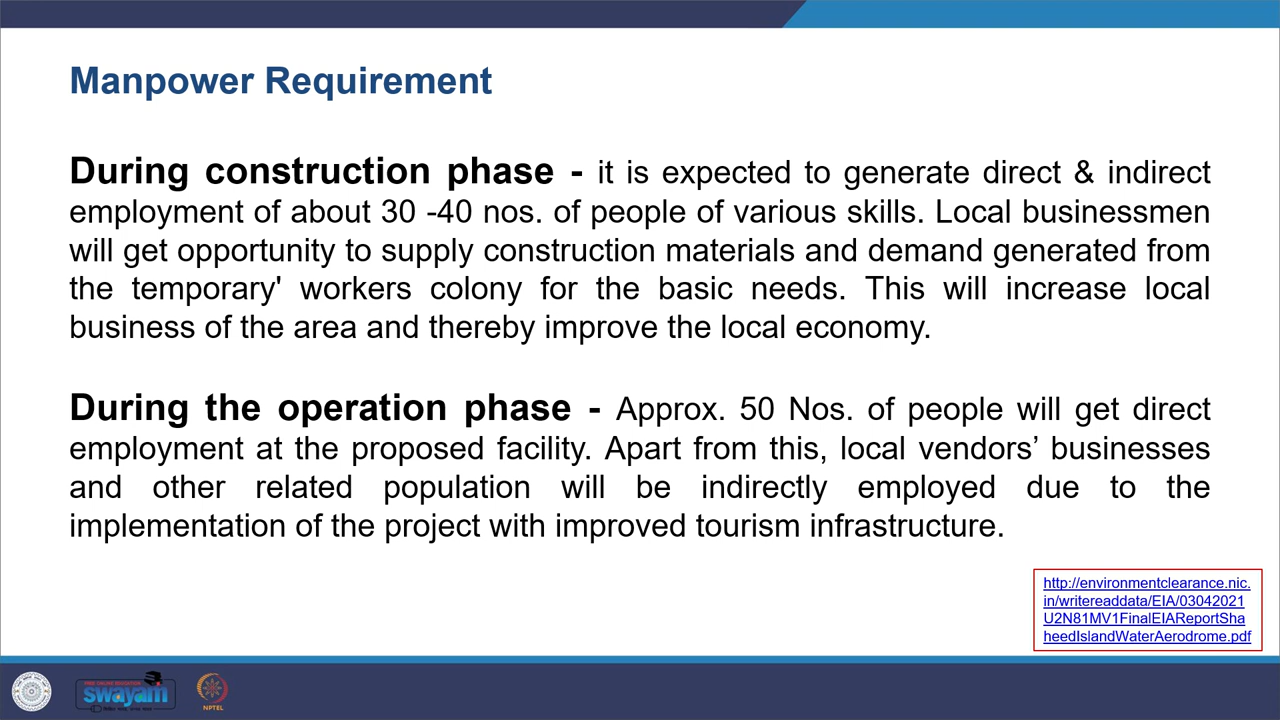 Manpower Requirement
During construction phase - it is expected to generate direct & indirect
employment of about 30 -40 nos. of people of various skills. Local businessmen
will get opportunity to supply construction materials and demand generated from
the temporary' workers colony for the basic needs. This will increase local
business of the area and thereby improve the local economy.
During the operation phase - Approx. 50 Nos. of people will get direct
employment at the proposed facility. Apart from this, local vendors’ businesses
and other related population will be indirectly employed due to the
implementation of the project with improved tourism infrastructure.
http://environmentclearance.nic.
in/writereaddata/EIA/03042021
U2N81MV1FinalEIAReportSha
heedIslandWaterAerodrome.pdf
swayam
NPTEL